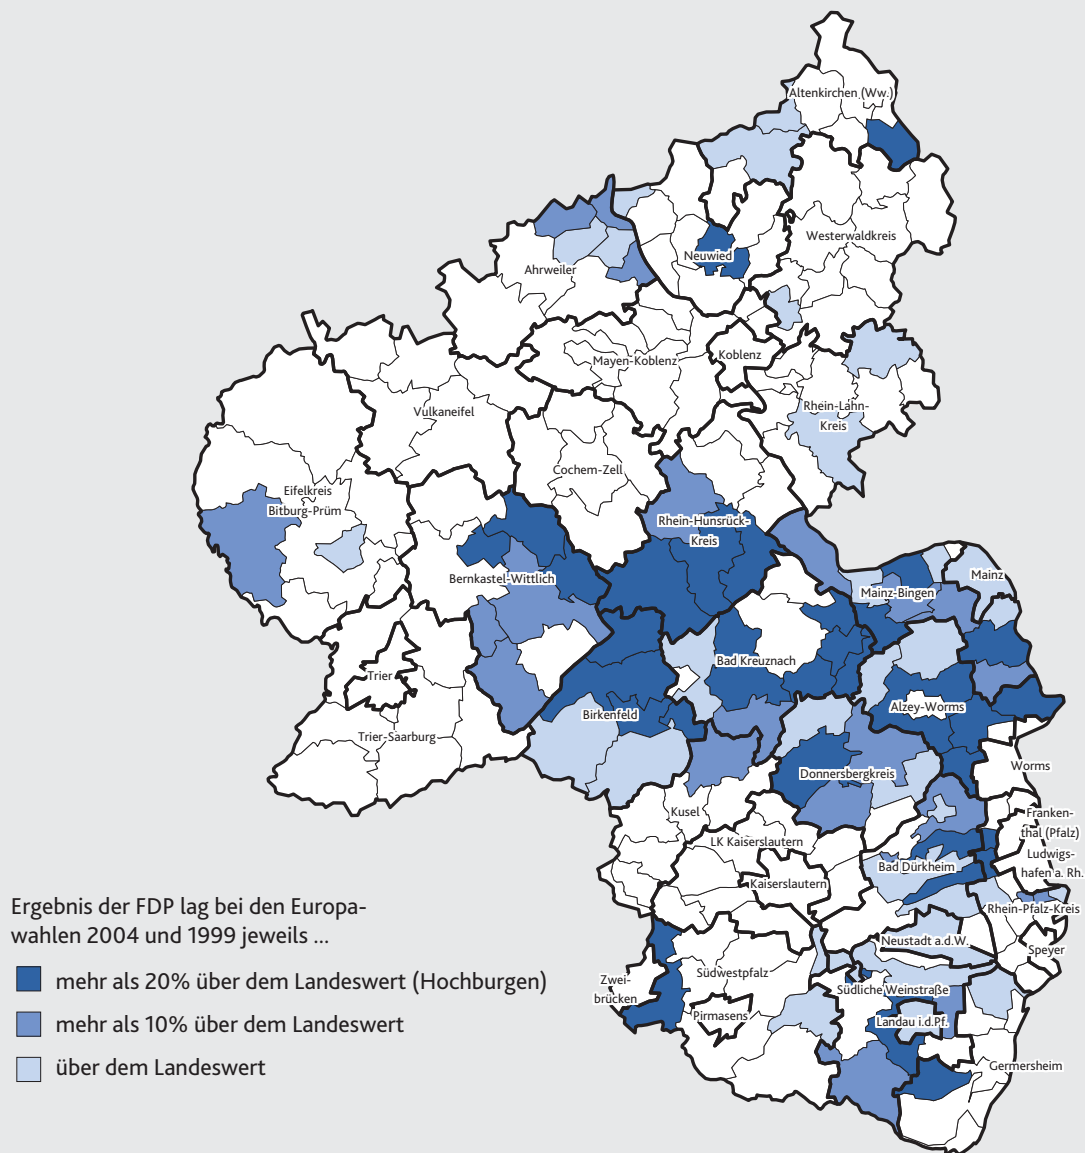 Altenkirchen (Ww.)
Westerwaldkreis
Neuwied
Ahrweiler
Koblenz
Mayen-Koblenz
Rhein-Lahn-
Kreis
Vulkaneifel
Cochem-Zell
Eifelkreis
Bitburg-Prüm
Rhein-Hunsrück-
Kreis
Mainz
Bernkastel-Wittlich
Mainz-Bingen
Bad Kreuznach
Trier
Alzey-Worms
Birkenfeld
Trier-Saarburg
Worms
Donnersbergkreis
Kusel
Franken-
thal (Pfalz)
LK Kaiserslautern
Ludwigs-
hafen a. Rh.
Bad Dürkheim
Kaiserslautern
Rhein-Pfalz-Kreis
Neustadt a.d.W.
Speyer
Südwestpfalz
Zwei-
brücken
Südliche Weinstraße
Pirmasens
Landau i.d.Pf.
Germersheim
Ergebnis der FDP lag bei den Europa-
wahlen 2004 und 1999 jeweils ...
mehr als 20% über dem Landeswert (Hochburgen)
mehr als 10% über dem Landeswert
über dem Landeswert